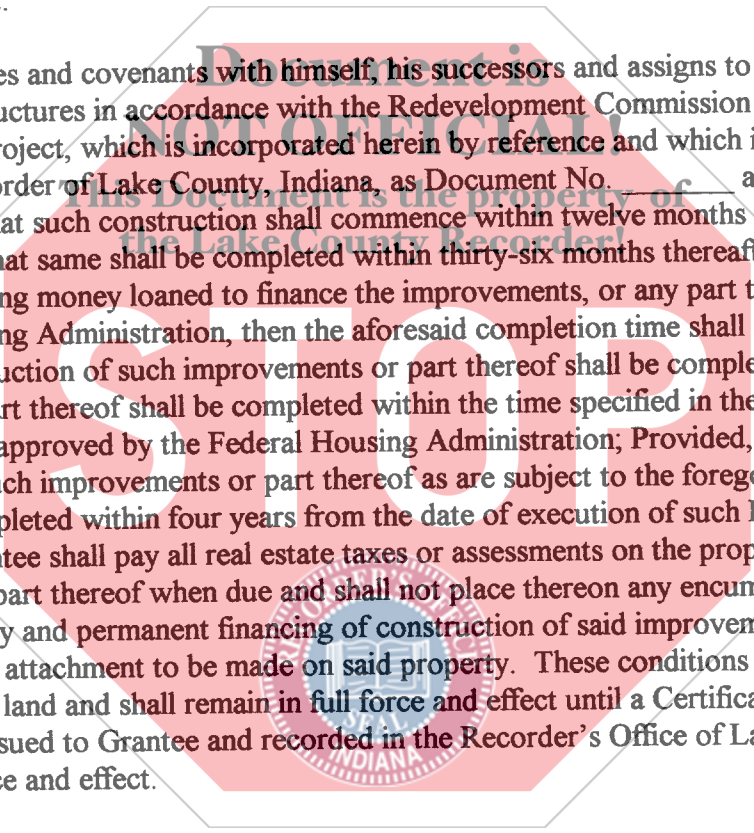 Document is
NOT OFFICIAL!
This Document is the property of
the Lake County Recorder!
STOP
es and covenants with himself, his successors and assigns to
uctures in accordance with the Redevelopment Commission
roject, which is incorporated herein by reference and which i
order of Lake County, Indiana, as Document No. ________ a
at such construction shall commence within twelve months
hat same shall be completed within thirty-six months thereaf
ng money loaned to finance the improvements, or any part t
ng Administration, then the aforesaid completion time shall
uction of such improvements or part thereof shall be comple
rt thereof shall be completed within the time specified in the
approved by the Federal Housing Administration; Provided,
ch improvements or part thereof as are subject to the forego
pleted within four years from the date of execution of such
ntee shall pay all real estate taxes or assessments on the prop
part thereof when due and shall not place thereon any encum
y and permanent financing of construction of said improvem
attachment to be made on said property. These conditions
land and shall remain in full force and effect until a Certifica
sued to Grantee and recorded in the Recorder's Office of La
ce and effect.
SEAL
INDIANA